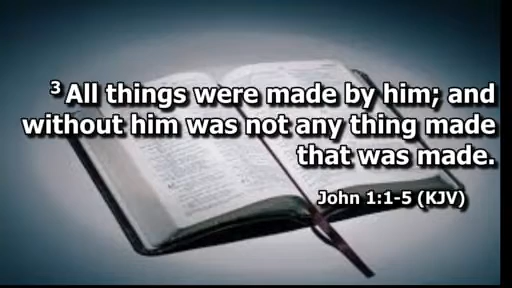 3 All things were made by him; and
without him was not any thing made
that was made.
John 1:1-5 (KJV)